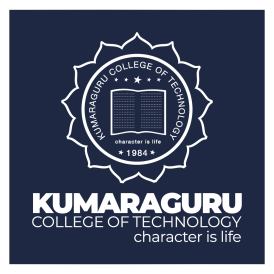 KUMARAGURU COLLEGE OF TECHNOLOGY
character is life
★ 1984 ★
KUMARAGURU
COLLEGE OF TECHNOLOGY
character is life